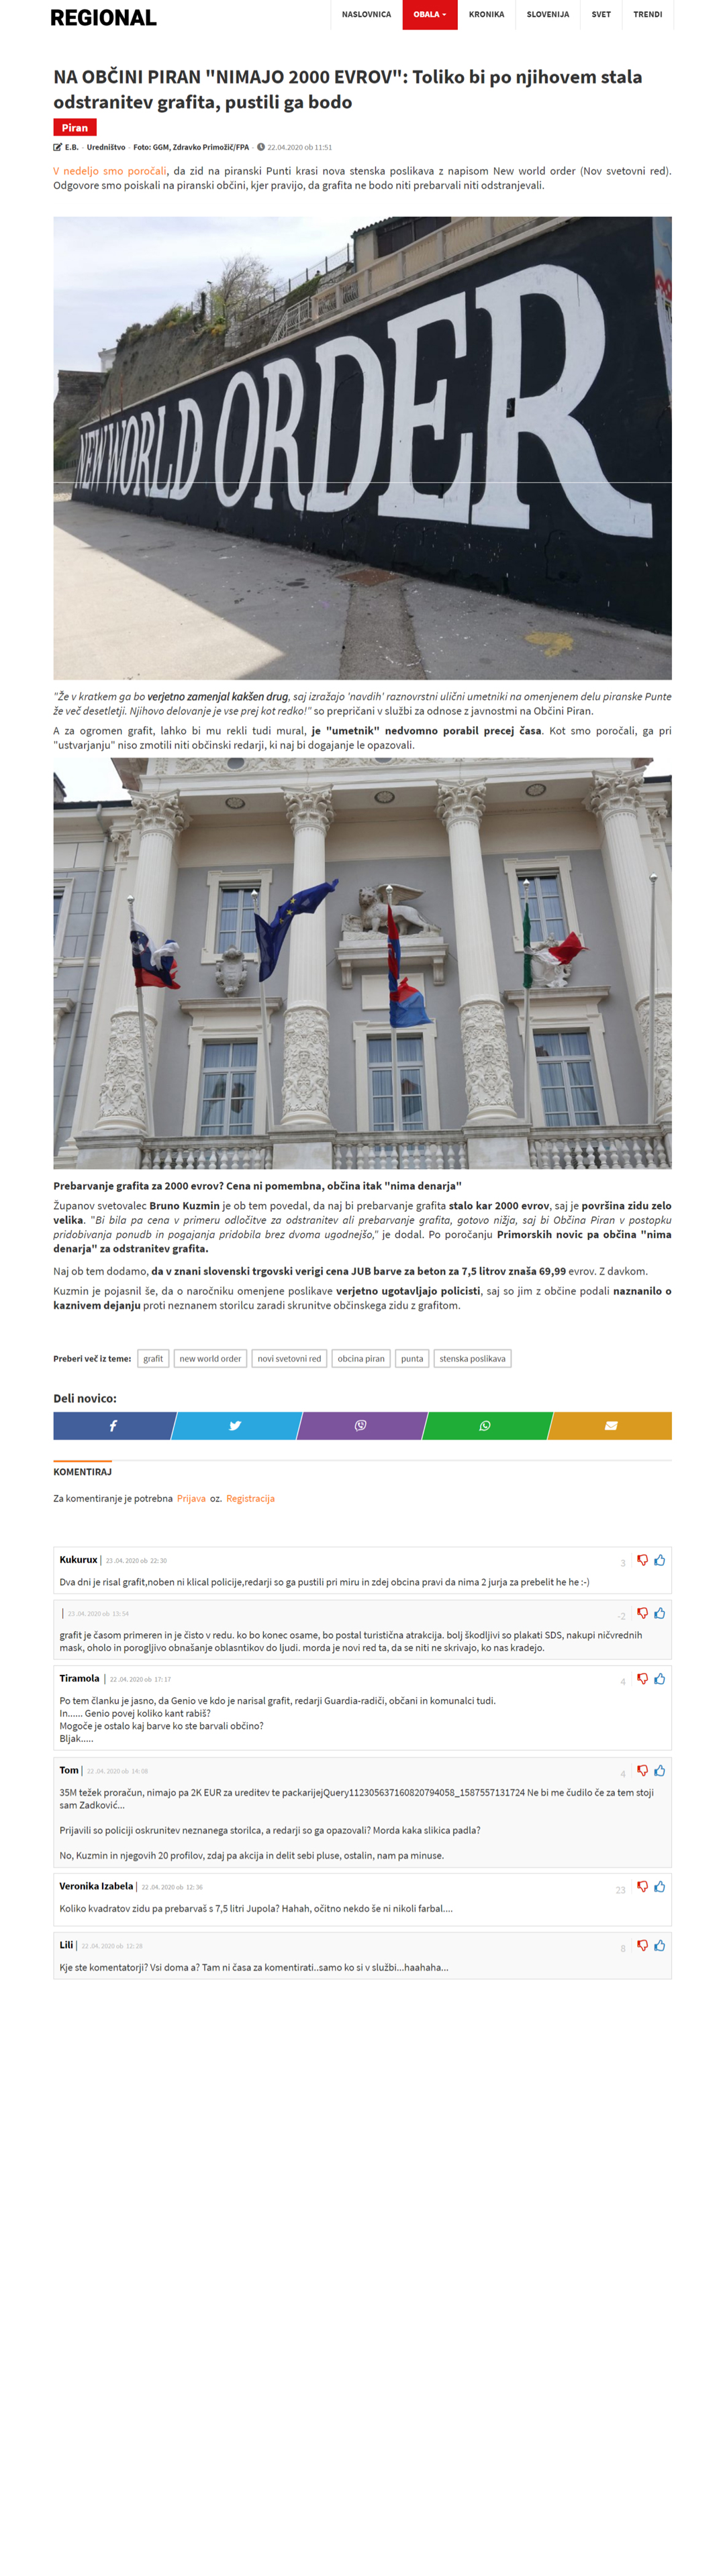 REGIONAL
NASLOVNICA OBALA KRONIKA SLOVENIJA SVET TRENDI
NA OBČINI PIRAN "NIMAJO 2000 EVROV": Toliko bi po njihovem stala
odstranitev grafita, pustili ga bodo
Piran
E.B. - Uredništvo - Foto: GGM, Zdravko Primožič/FPA - 22.04.2020 ob 11:51
V nedeljo smo poročali, da zid na piranski Punti krasi nova stenska poslikava z napisom New world order (Nov svetovni red).
Odgovore smo poiskali na piranski občini, kjer pravijo, da grafita ne bodo niti prebarvali niti odstranjevali.
NEW WORLD ORDER
"Že v kratkem ga bo verjetno zamenjal kakšen drug, saj izražajo 'navdih' raznovrstni ulični umetniki na omenjenem delu piranske Punte
že več desetletji. Njihovo delovanje je vse prej kot redko!" so prepričani v službi za odnose z javnostmi na Občini Piran.
A za ogromen grafit, lahko bi mu rekli tudi mural, je "umetnik" nedvomno porabil precej časa. Kot smo poročali, ga pri
"ustvarjanju" niso zmotili niti občinski redarji, ki naj bi dogajanje le opazovali.
Prebarvanje grafita za 2000 evrov? Cena ni pomembna, občina itak "nima denarja"
Županov svetovalec Bruno Kuzmin je ob tem povedal, da naj bi prebarvanje grafita stalo kar 2000 evrov, saj je površina zidu zelo
velika. "Bi bila pa cena v primeru odločitve za odstranitev ali prebarvanje grafita, gotovo nižja, saj bi Občina Piran v postopku
pridobivanja ponudb in pogajanja pridobila brez dvoma ugodnejšo," je dodal. Po poročanju Primorskih novic pa občina "nima
denarja" za odstranitev grafita.
Naj ob tem dodamo, da v znani slovenski trgovski verigi cena JUB barve za beton za 7,5 litrov znaša 69,99 evrov. Z davkom.
Kuzmin je pojasnil še, da o naročniku omenjene poslikave verjetno ugotavljajo policisti, saj so jim z občine podali naznanilo o
kaznivem dejanju proti neznanem storilcu zaradi skrunitve občinskega zidu z grafitom.
Preberi več iz teme: grafit new world order novi svetovni red obcina piran punta stenska poslikava
Deli novico:
KOMENTIRAJ
Za komentiranje je potrebna Prijava oz. Registracija
Kukurux | 23.04.2020 ob 22:30 3
Dva dni je risal grafit,noben ni klical policije,redarji so ga pustili pri miru in zdej obcina pravi da nima 2 jurja za prebelit he he :-)
| 23.04.2020 ob 13:54 -2
grafit je časom primeren in je čisto v redu. ko bo konec osame, bo postal turistična atrakcija. bolj škodljivi so plakati SDS, nakupi ničvrednih
mask, oholo in porogljivo obnašanje oblasntikov do ljudi. morda je novi red ta, da se niti ne skrivajo, ko nas kradejo.
Tiramola | 22.04.2020 ob 17:17 4
Po tem članku je jasno, da Genio ve kdo je narisal grafit, redarji Guardia-radiči, občani in komunalci tudi.
In...... Genio povej koliko kant rabiš?
Mogoče je ostalo kaj barve ko ste barvali občino?
Bljak.....
Tom | 22.04.2020 ob 14:08 4
35M težek proračun, nimajo pa 2K EUR za ureditev te packarijejQuery112305637160820794058_1587557131724 Ne bi me čudilo če za tem stoji
sam Zadković...
Prijavili so policiji oskrunitev neznanega storilca, a redarji so ga opazovali? Morda kaka slikica padla?
No, Kuzmin in njegovih 20 profilov, zdaj pa akcija in delit sebi pluse, ostalin, nam pa minuse.
Veronika Izabela | 22.04.2020 ob 12:36 23
Koliko kvadratov zidu pa prebarvaš s 7,5 litri Jupola? Hahah, očitno nekdo še ni nikoli farbal....
Lili | 22.04.2020 ob 12:28 8
Kje ste komentatorji? Vsi doma a? Tam ni časa za komentirati..samo ko si v službi...haahaha...